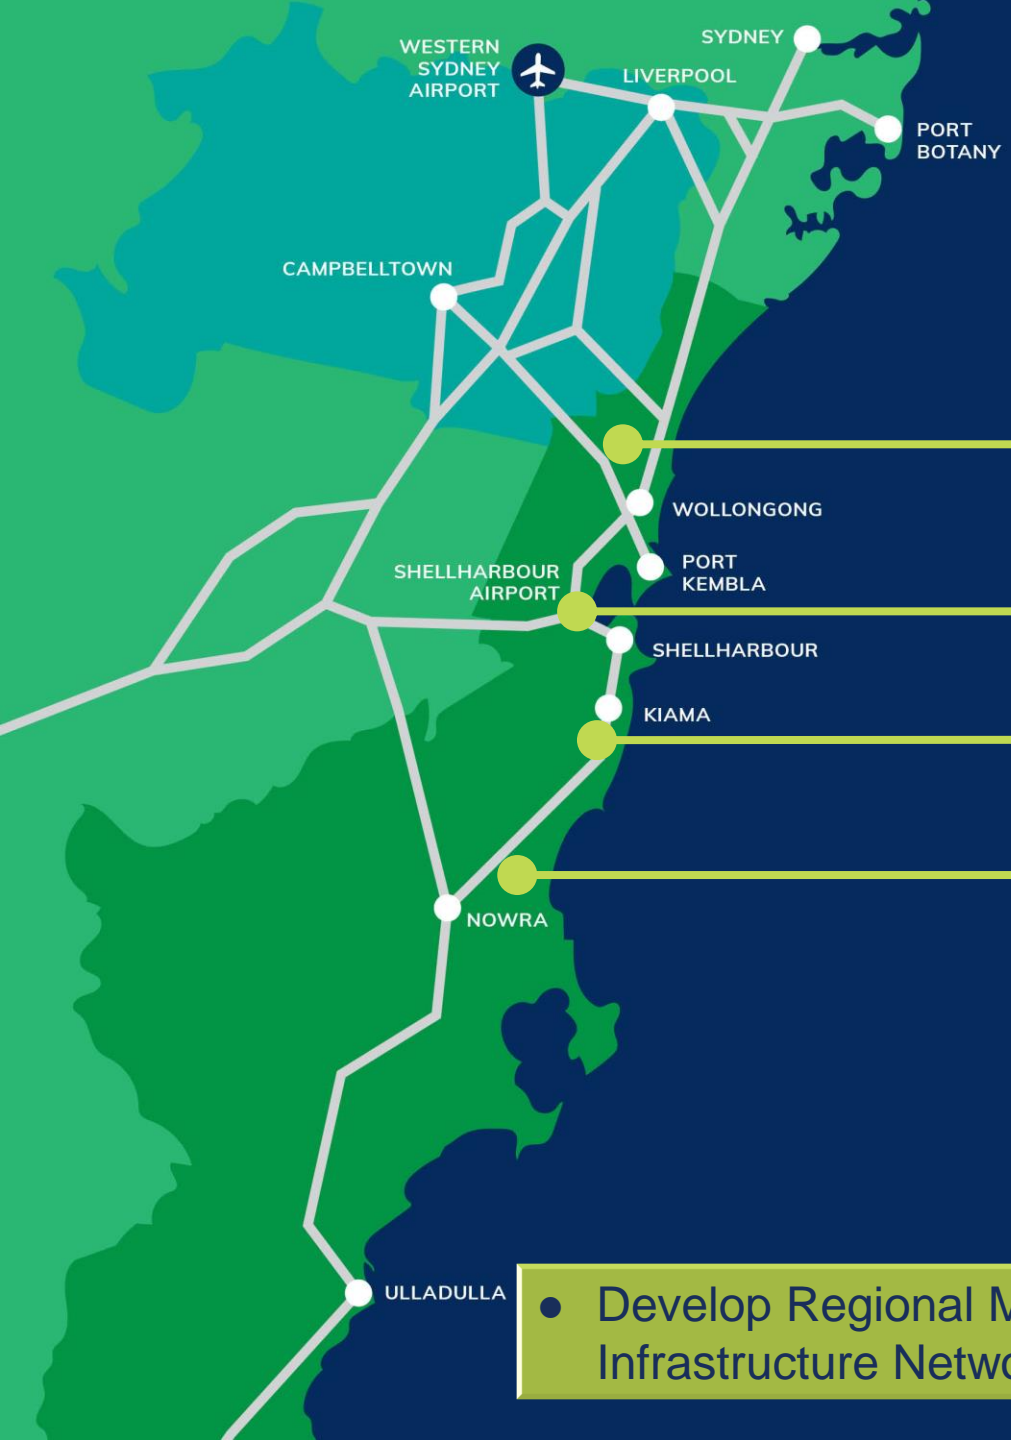 WESTERN
SYDNEY
AIRPORT
SYDNEY
LIVERPOOL
PORT
BOTANY
CAMPBELLTOWN
WOLLONGONG
SHELLHARBOUR
AIRPORT
PORT
KEMBLA
SHELLHARBOUR
KIAMA
NOWRA
ULLADULLA
● Develop Regional
Infrastructure